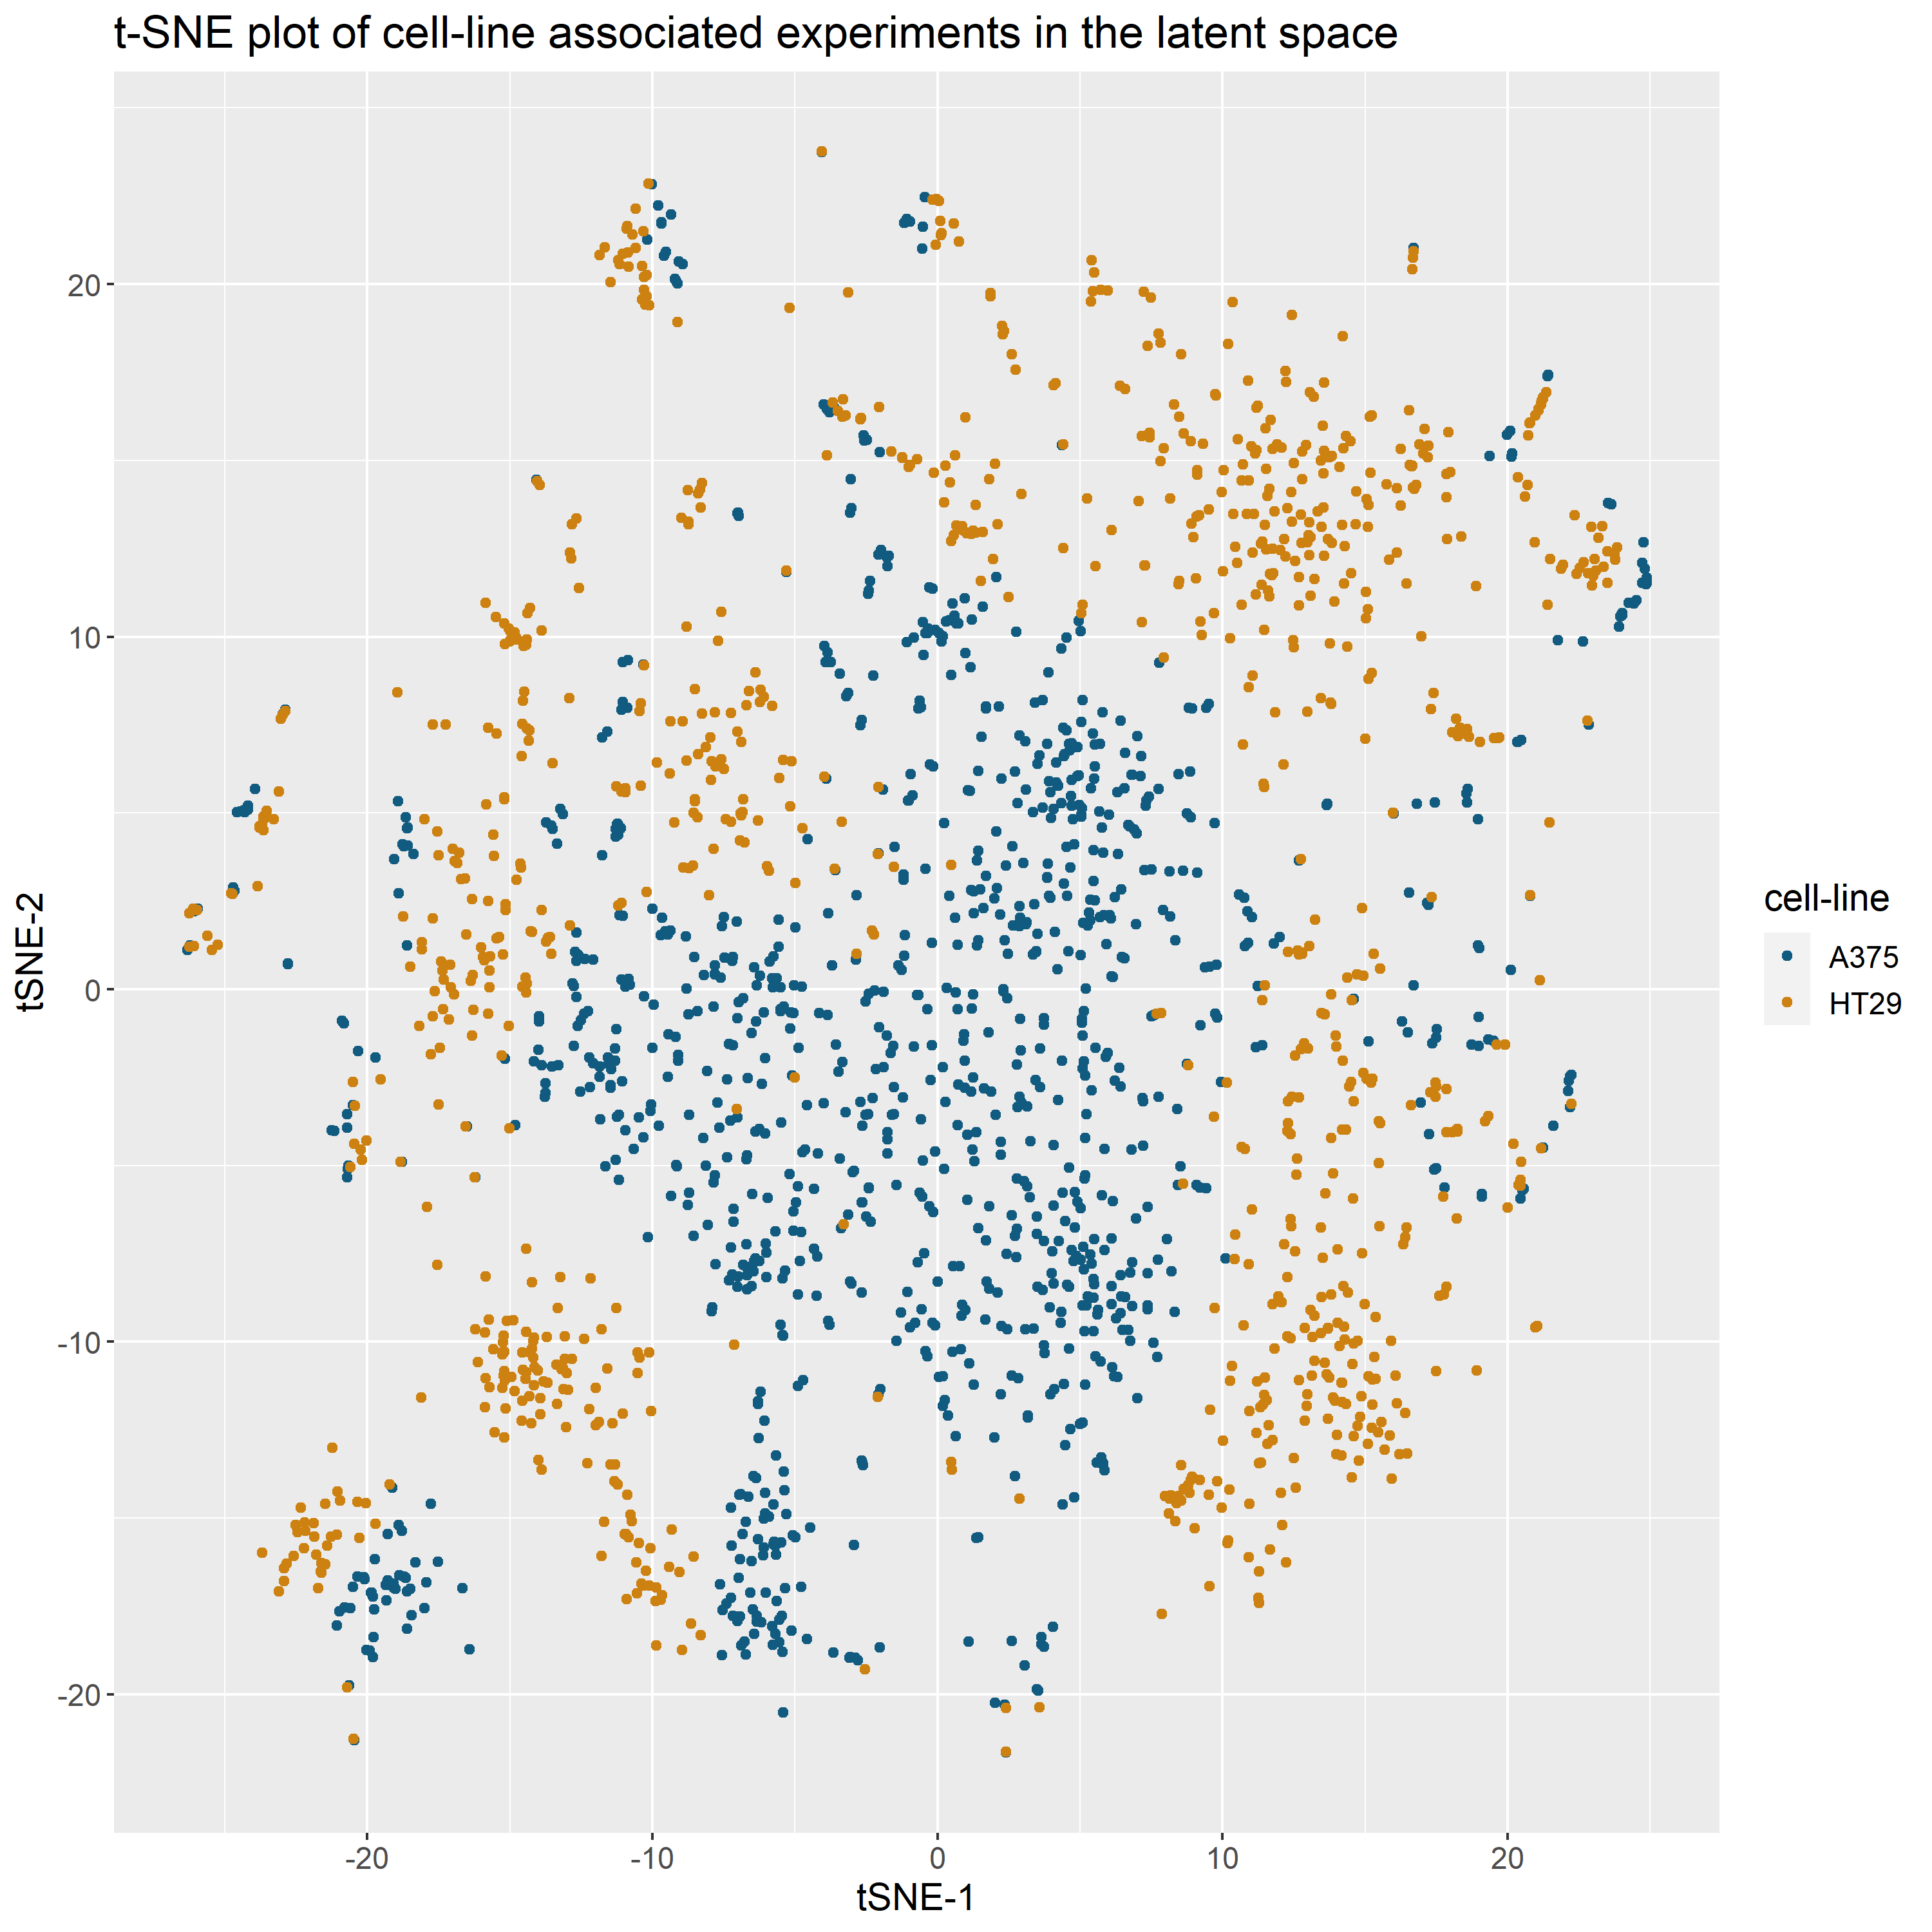 t-SNE plot of cell-line associated experiments in the latent space
20
10
0
-10
-20
tSNE-2
-20
-10
0
10
20
tSNE-1
cell-line
A375
HT29